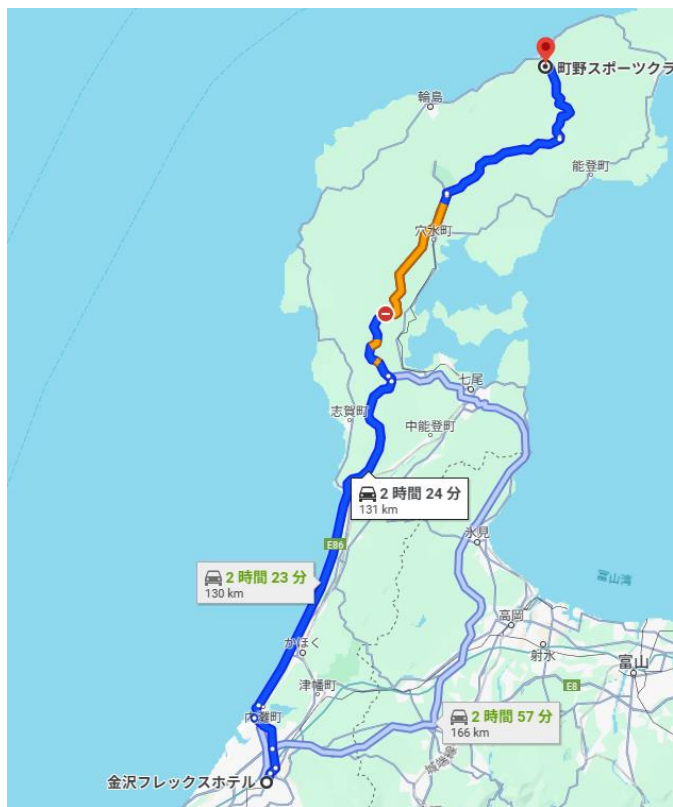 町野スポーツクラ
輪島
能登町
穴水町
七尾
志賀町
中能登町
2 時間 24 分
131 km
E86
氷見
2 時間 23 分
130 km
富山湾
高岡
射水
富山
かほく
E8
津幡町
内灘町
2 時間 57 分
166 km
城端線
金沢フレックスホテル